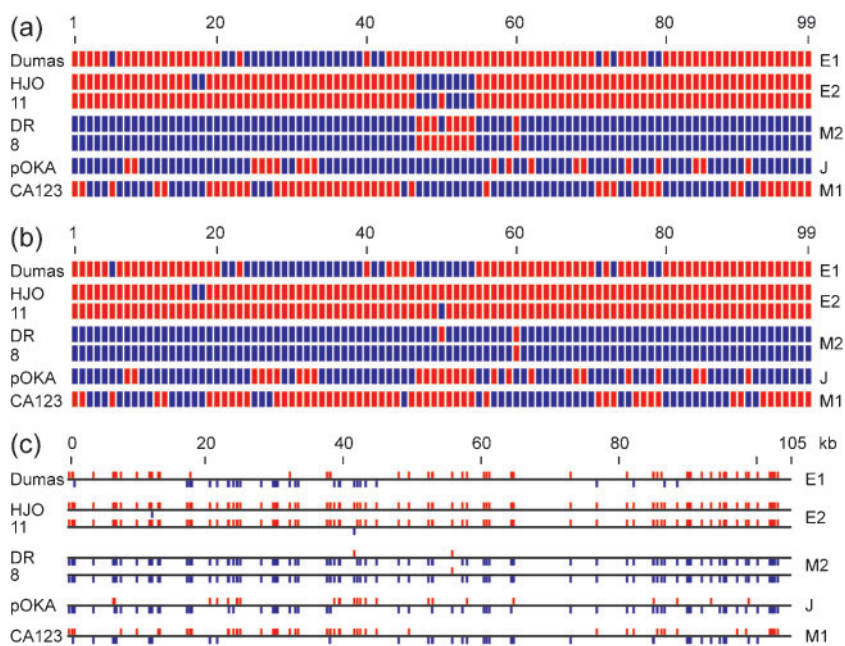 (a) 1 20 40 60 80 99
Dumas E1
HJO E2
11
DR M2
8
pOKA J
CA123 M1
(b) 1 20 40 60 80 99
Dumas E1
HJO E2
11
DR M2
8
pOKA J
CA123 M1
(c) 0 20 40 60 80 105 kb
Dumas E1
HJO E2
11
DR M2
8
pOKA J
CA123 M1